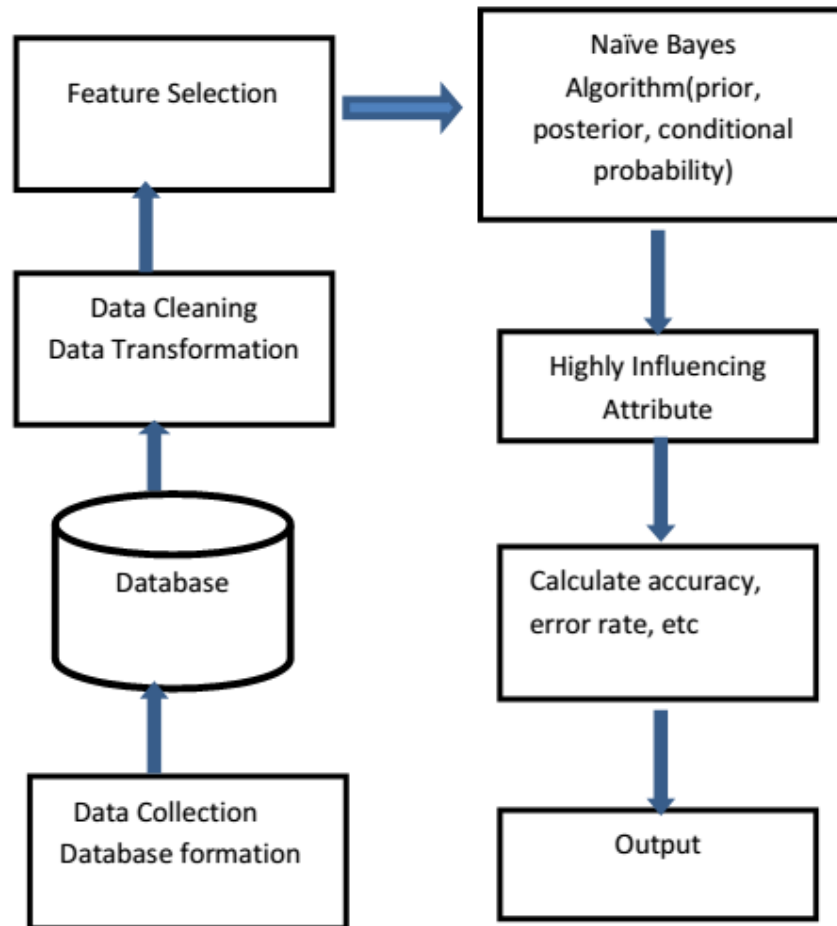 Feature Selection
Naïve Bayes
Algorithm(prior,
posterior, conditional
probability)
Data Cleaning
Data Transformation
Highly Influencing
Attribute
Database
Calculate accuracy,
error rate, etc
Data Collection
Database formation
Output